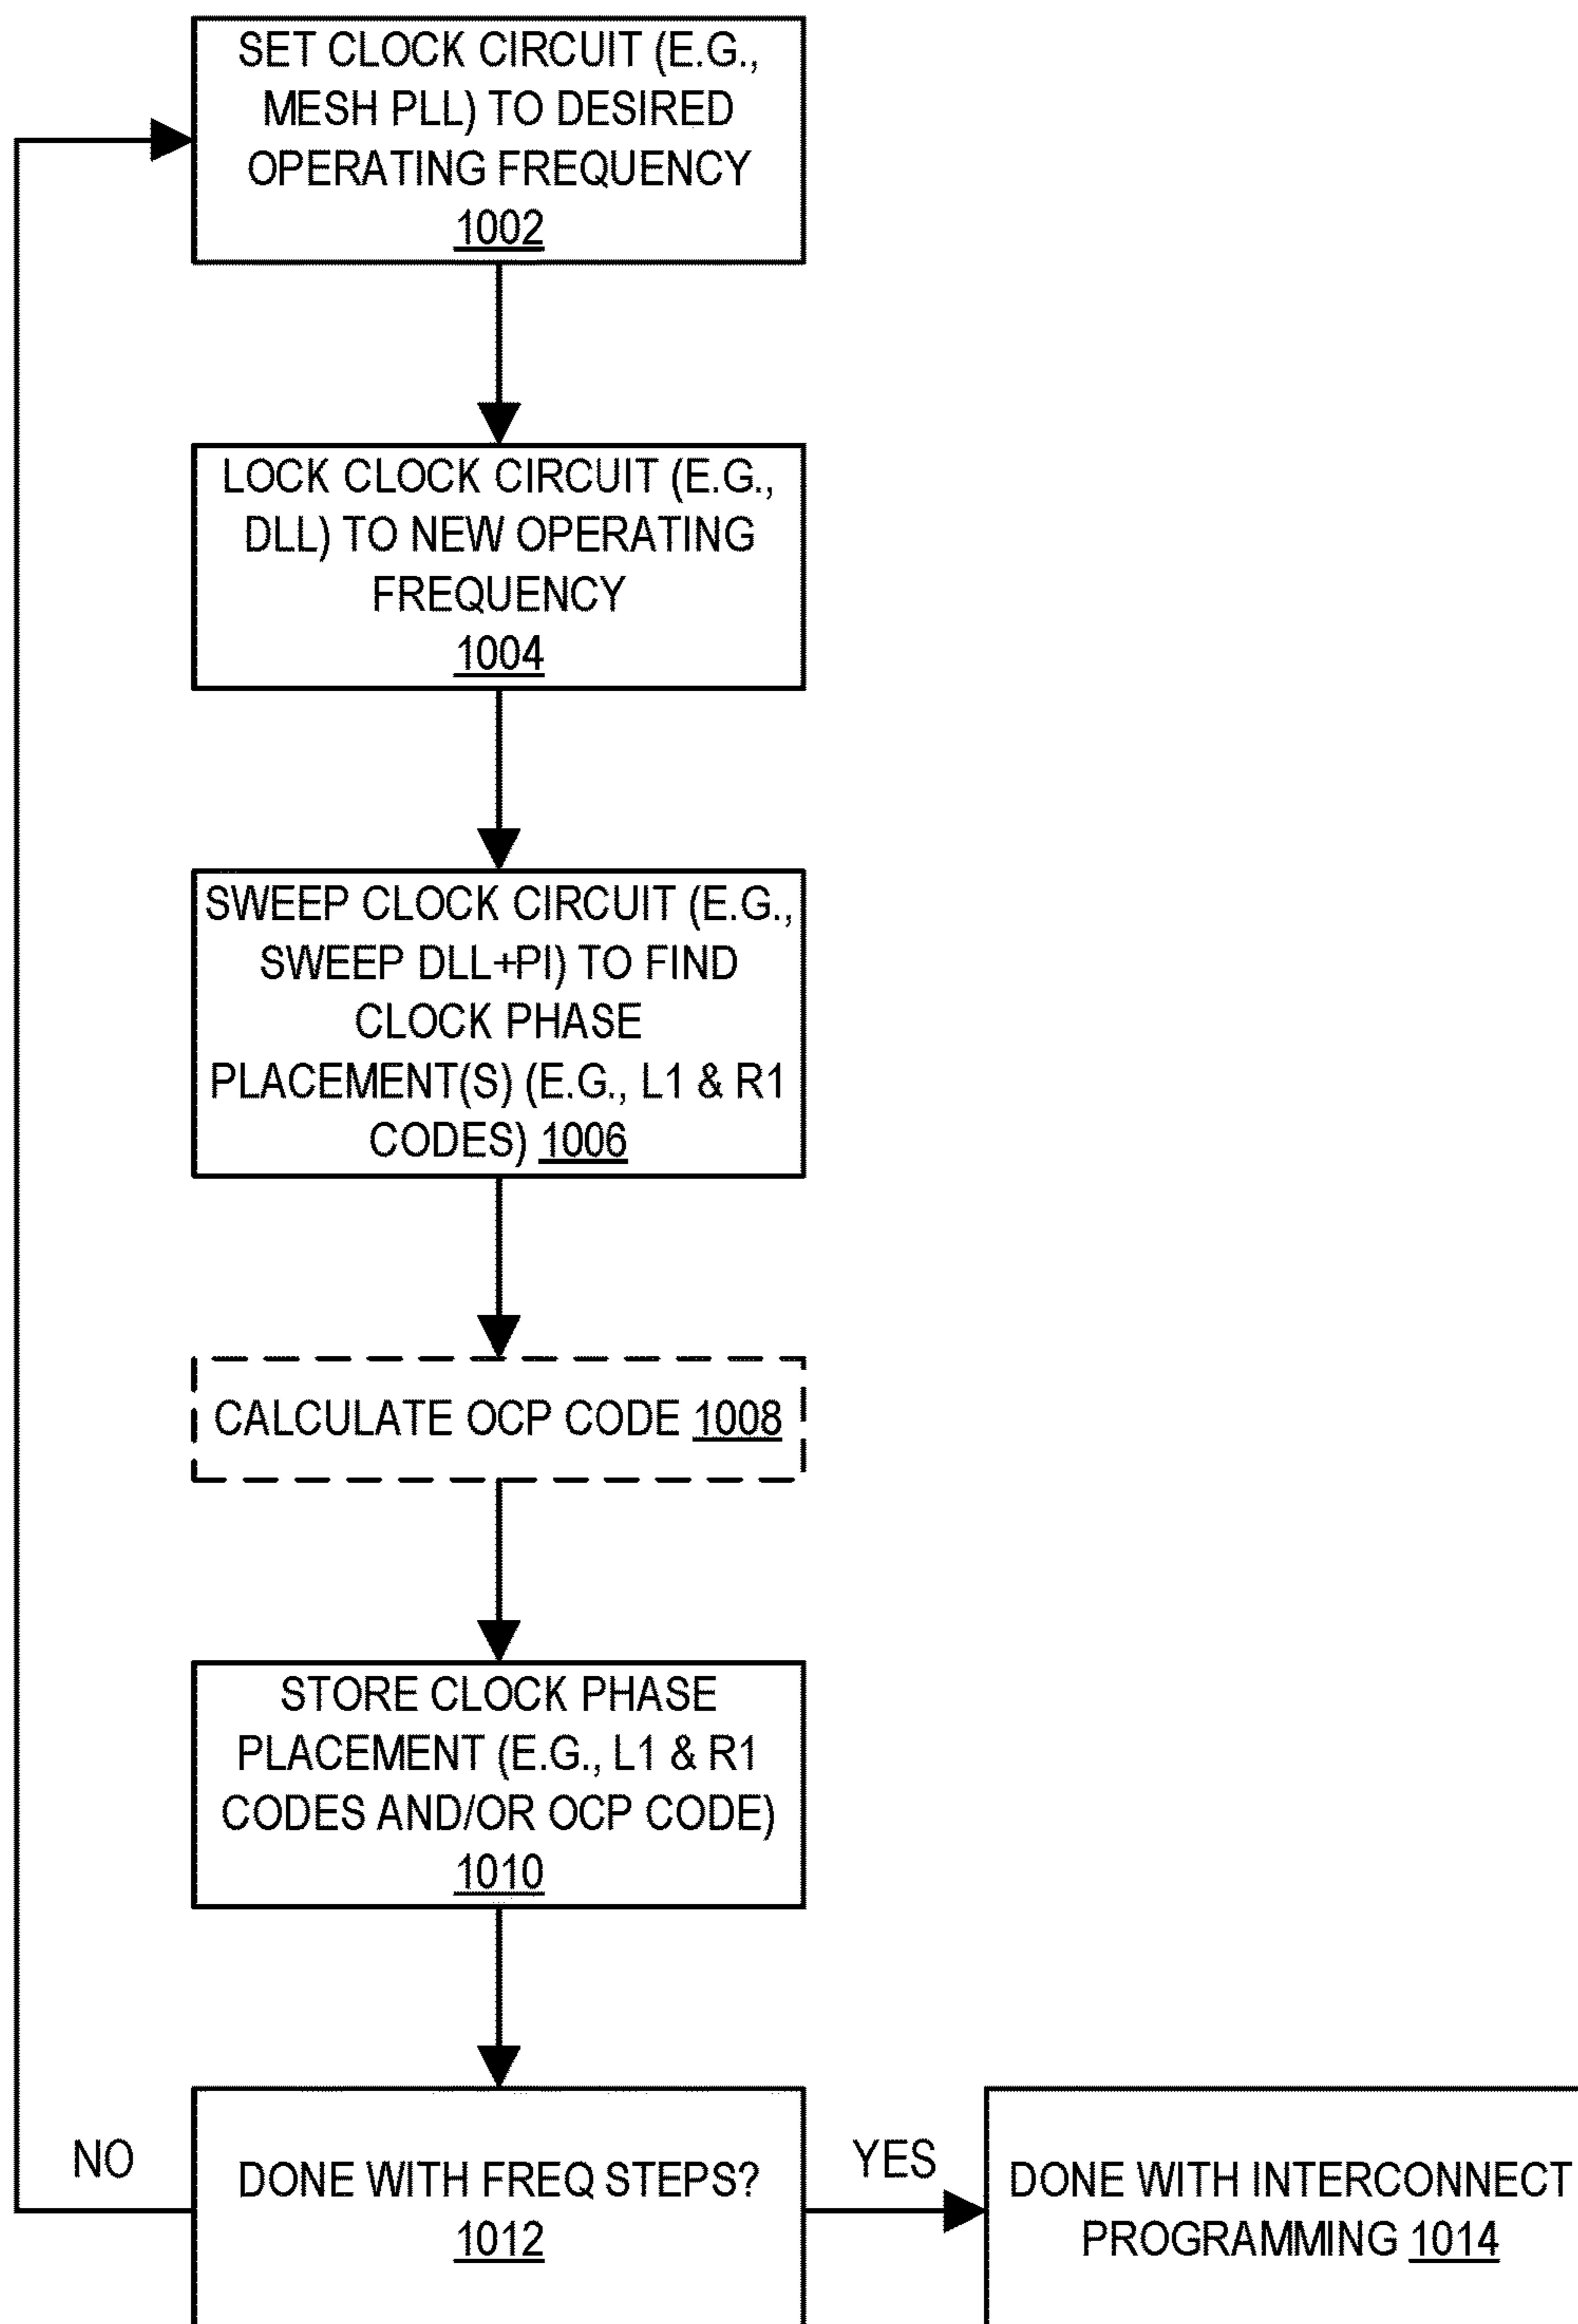 SET CLOCK CIRCUIT (E.G.,
MESH PLL) TO DESIRED
OPERATING FREQUENCY
1002
LOCK CLOCK CIRCUIT (E.G.,
DLL) TO NEW OPERATING
FREQUENCY
1004
SWEEP CLOCK CIRCUIT (E.G.,
SWEEP DLL+PI) TO FIND
CLOCK PHASE
PLACEMENT(S) (E.G., L1 & R1
CODES) 1006
CALCULATE OCP CODE 1008
STORE CLOCK PHASE
PLACEMENT (E.G., L1 & R1
CODES AND/OR OCP CODE)
1010
NO
DONE WITH FREQ STEPS?
1012
YES
DONE WITH INTERCONNECT
PROGRAMMING 1014